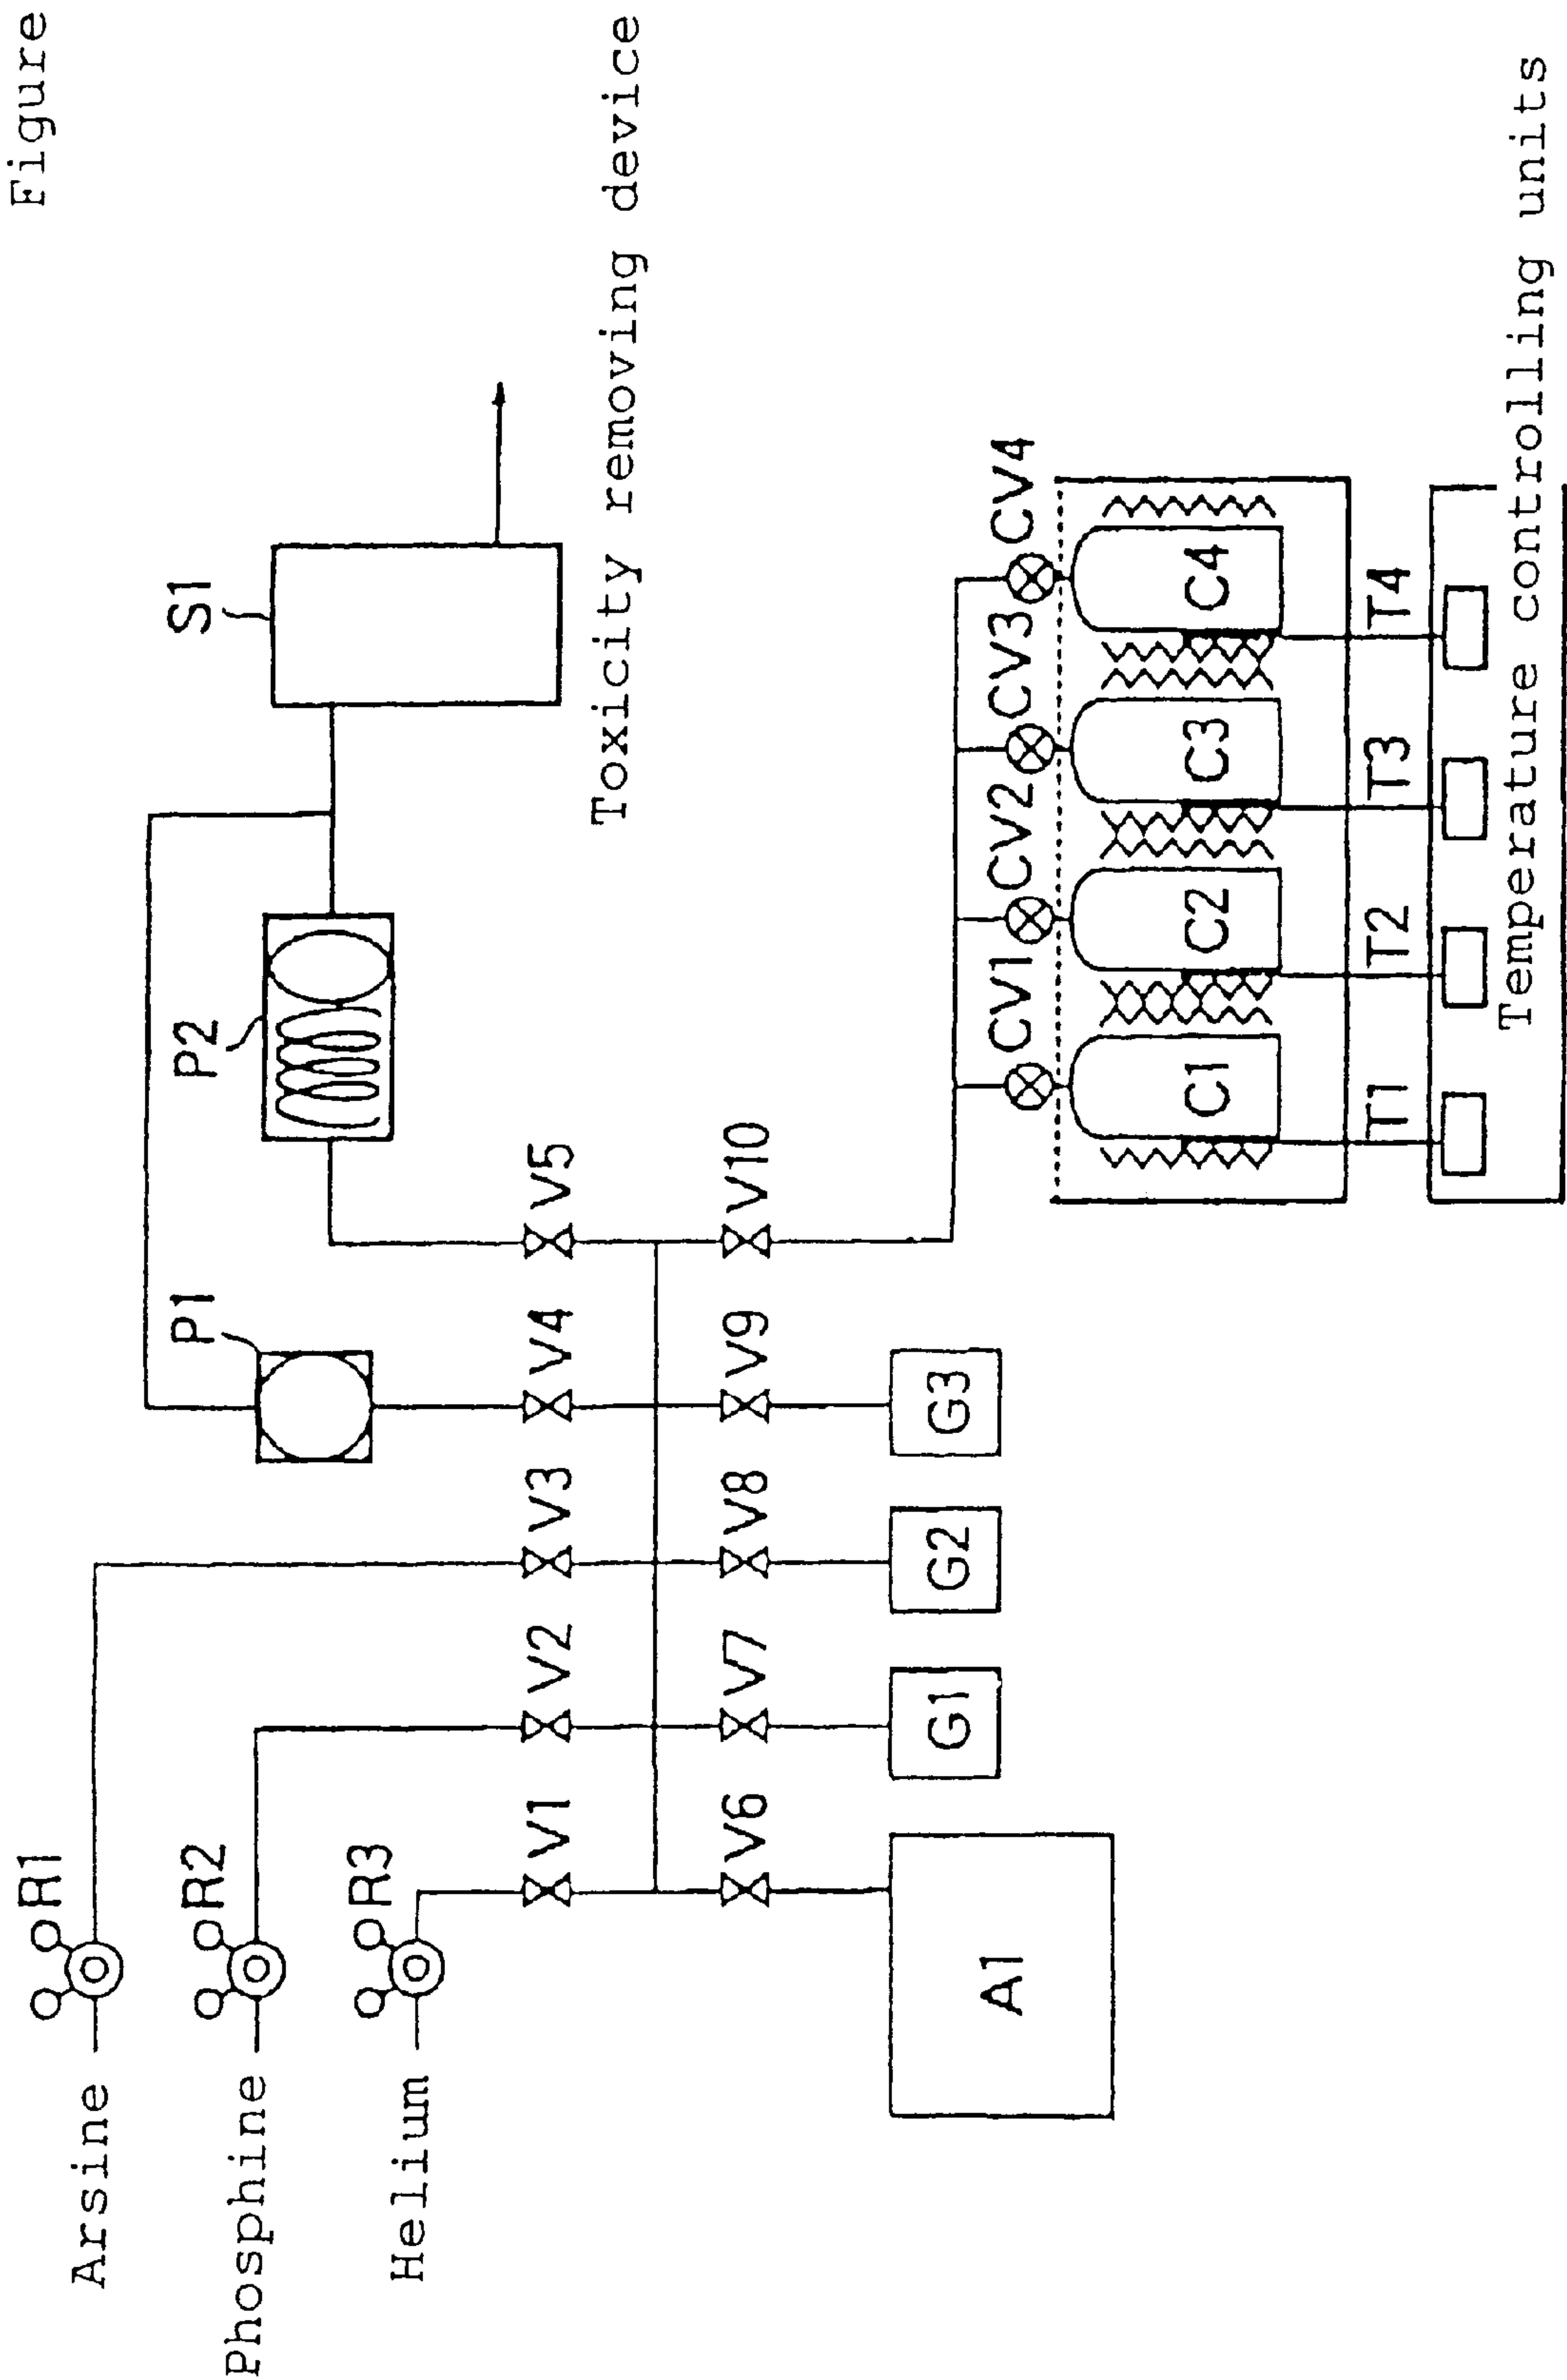 Figure
Arsine
R1
Phosphine
R2
Helium
R3
P1
P2
S1
Toxicity removing device
V1
V2
V3
V4
V5
V6
V7
V8
V9
V10
A1
G1
G2
G3
CV1
CV2
CV3
CV4
C1
C2
C3
C4
T1
T2
T3
T4
Temperature controlling units